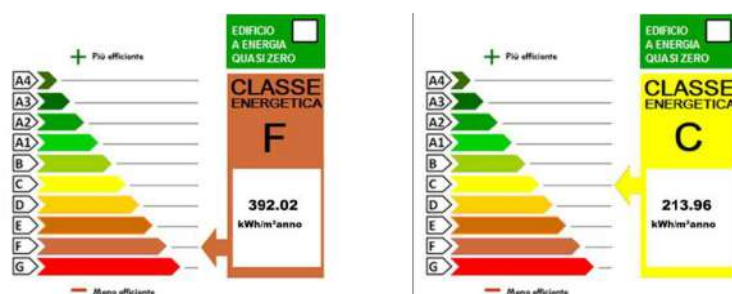 EDIFICIO
A ENERGIA
QUASI ZERO
+ Più efficiente
CLASSE
ENERGETICA
F
A4
A3
A2
A1
B
C
D
E
F
G
392.02
kWh/m²anno
Meno efficiente
EDIFICIO
A ENERGIA
QUASI ZERO
+ Più efficiente
CLASSE
ENERGETICA
C
A4
A3
A2
A1
B
C
D
E
F
G
213.96
kWh/m²anno
Meno efficiente